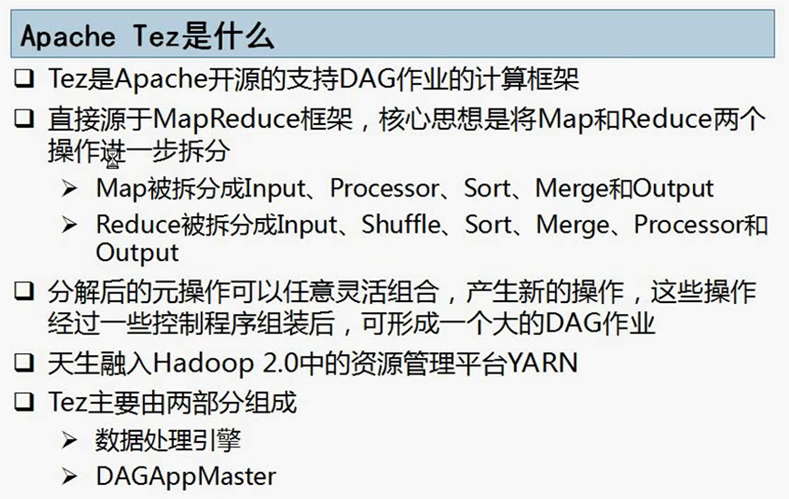 Apache Tez是什么
Tez是Apache开源的支持DAG作业的计算框架
直接源于MapReduce框架，核心思想是将Map和Reduce两个
操作进一步拆分
Map被拆分成Input、Processor、Sort、Merge和Output
Reduce被拆分成Input、Shuffle、Sort、Merge、Processor和
Output
分解后的元操作可以任意灵活组合，产生新的操作，这些操作
经过一些控制程序组装后，可形成一个大的DAG作业
天生融入Hadoop 2.0中的资源管理平台YARN
Tez主要由两部分组成
数据处理引擎
DAGAppMaster